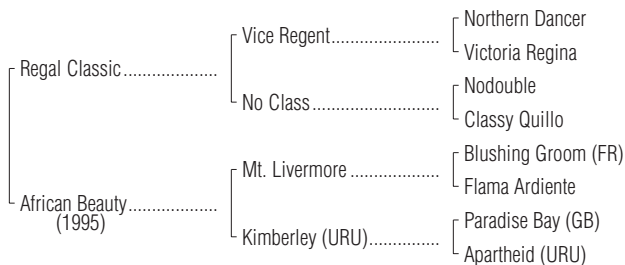 Northern Dancer
Vice Regent
Victoria Regina
Regal Classic
Nodouble
No Class
Classy Quillo
Blushing Groom (FR)
Mt. Livermore
Flama Ardiente
African Beauty
(1995)
Paradise Bay (GB)
Kimberley (URU)
Apartheid (URU)